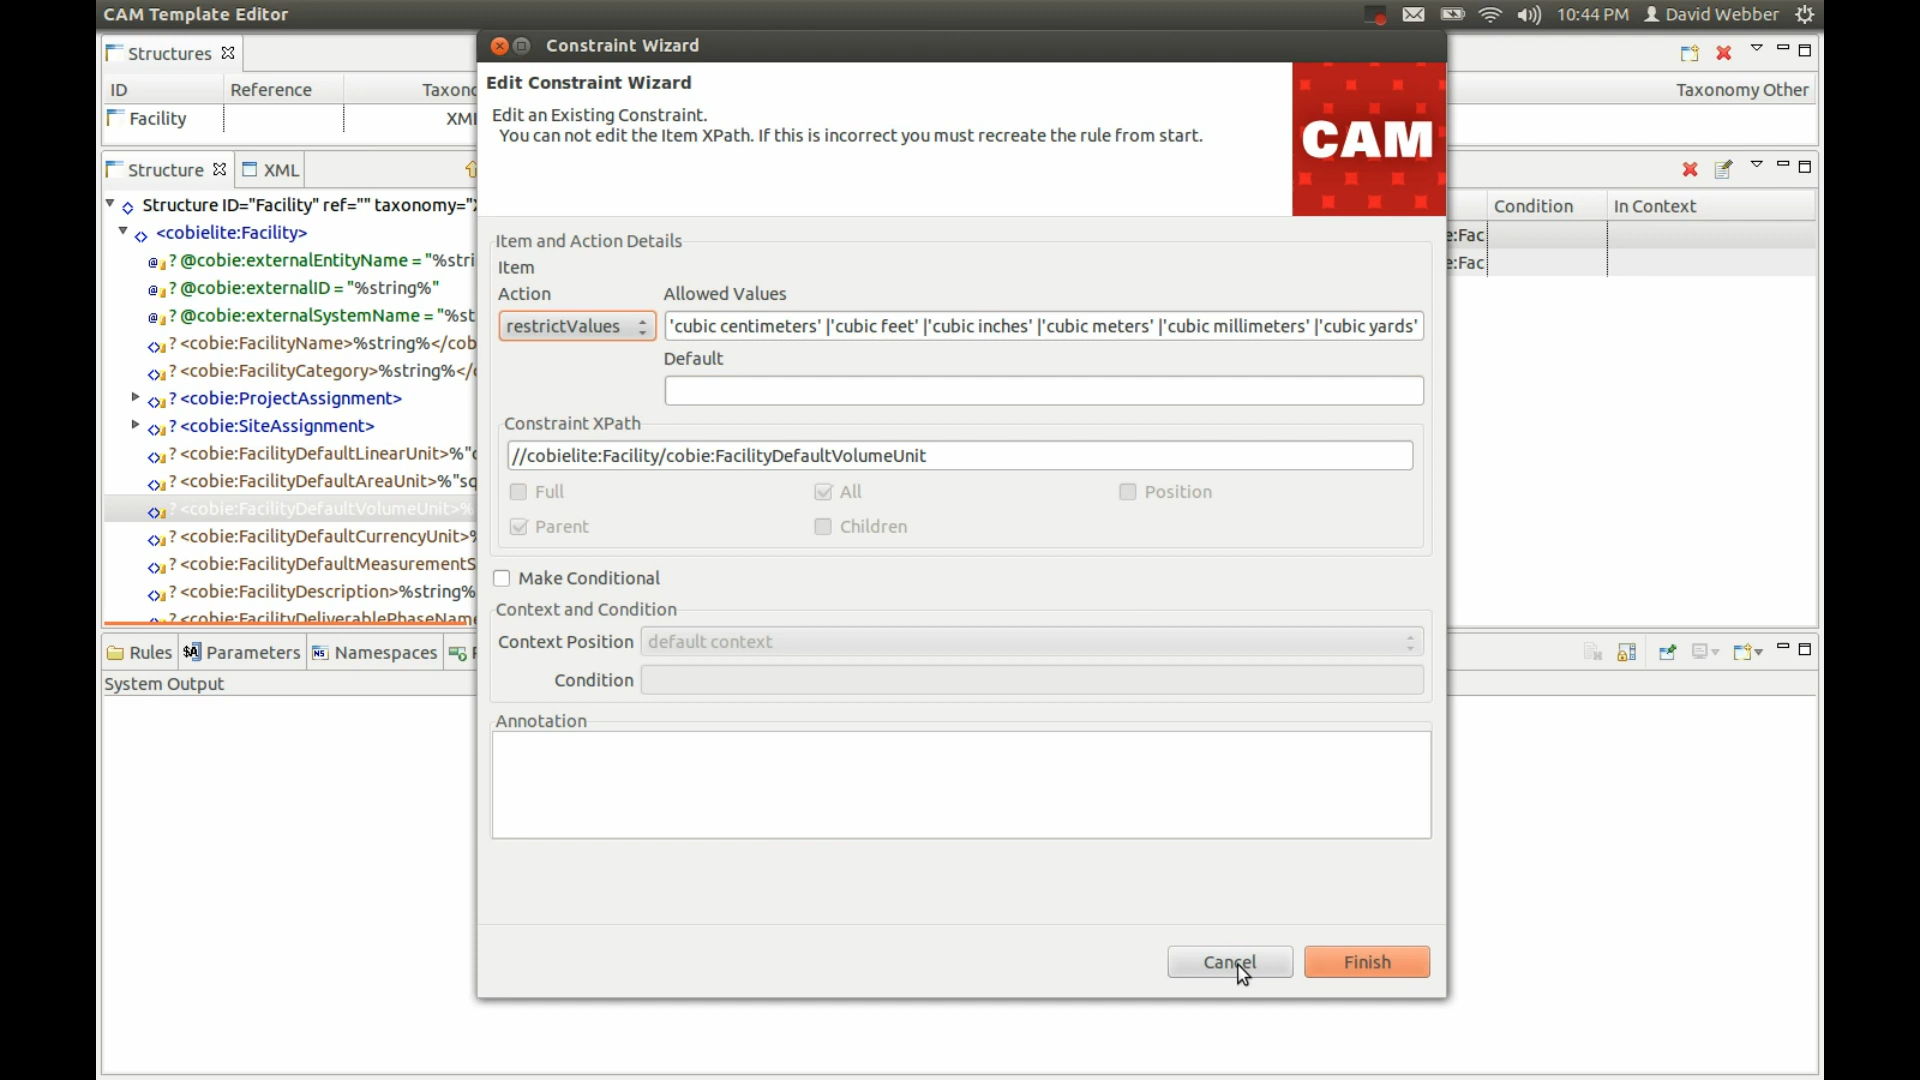 CAM Template Editor
10:44 PM David Webber
Structures
ID Reference Taxono
Facility XMl
Taxonomy Other
Structure XML
Structure ID="Facility" ref="" taxonomy="X
<cobielite:Facility>
? @cobie:externalEntityName = "%stri
? @cobie:externalID = "%string%"
? @cobie:externalSystemName = "%st
? <cobie:FacilityName>%string%</cob
? <cobie:FacilityCategory>%string%</c
? <cobie:ProjectAssignment>
? <cobie:SiteAssignment>
? <cobie:FacilityDefaultLinearUnit>%"c
? <cobie:FacilityDefaultAreaUnit>%"sq
? <cobie:FacilityDefaultVolumeUnit>%
? <cobie:FacilityDefaultCurrencyUnit>%
? <cobie:FacilityDefaultMeasurementS
? <cobie:FacilityDescription>%string%
? <cobie:FacilityDeliverablePhaseName
Constraint Wizard
Edit Constraint Wizard
Edit an Existing Constraint.
You can not edit the Item XPath. If this is incorrect you must recreate the rule from start.
CAM
Item and Action Details
Item
Action Allowed Values
restrictValues 'cubic centimeters' |'cubic feet' |'cubic inches' |'cubic meters' |'cubic millimeters' |'cubic yards'
Default
Constraint XPath
//cobielite:Facility/cobie:FacilityDefaultVolumeUnit
Full All Position
Parent Children
Make Conditional
Context and Condition
Context Position default context
Condition
Annotation
Cancel Finish
Condition In Context
e:Fac
e:Fac
Rules Parameters Namespaces
System Output